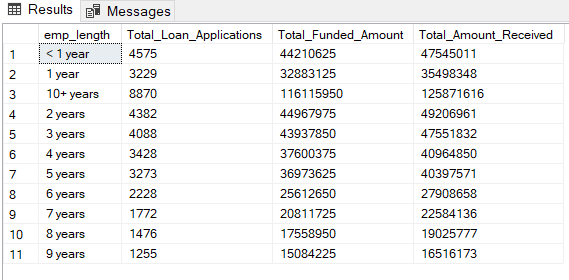 Results Messages
emp_length Total_Loan_Applications Total_Funded_Amount Total_Amount_Received
1 < 1 year 4575 44210625 47545011
2 1 year 3229 32883125 35498348
3 10+ years 8870 116115950 125871616
4 2 years 4382 44967975 49206961
5 3 years 4088 43937850 47551832
6 4 years 3428 37600375 40964850
7 5 years 3273 36973625 40397571
8 6 years 2228 25612650 27908658
9 7 years 1772 20811725 22584136
10 8 years 1476 17558950 19025777
11 9 years 1255 15084225 16516173